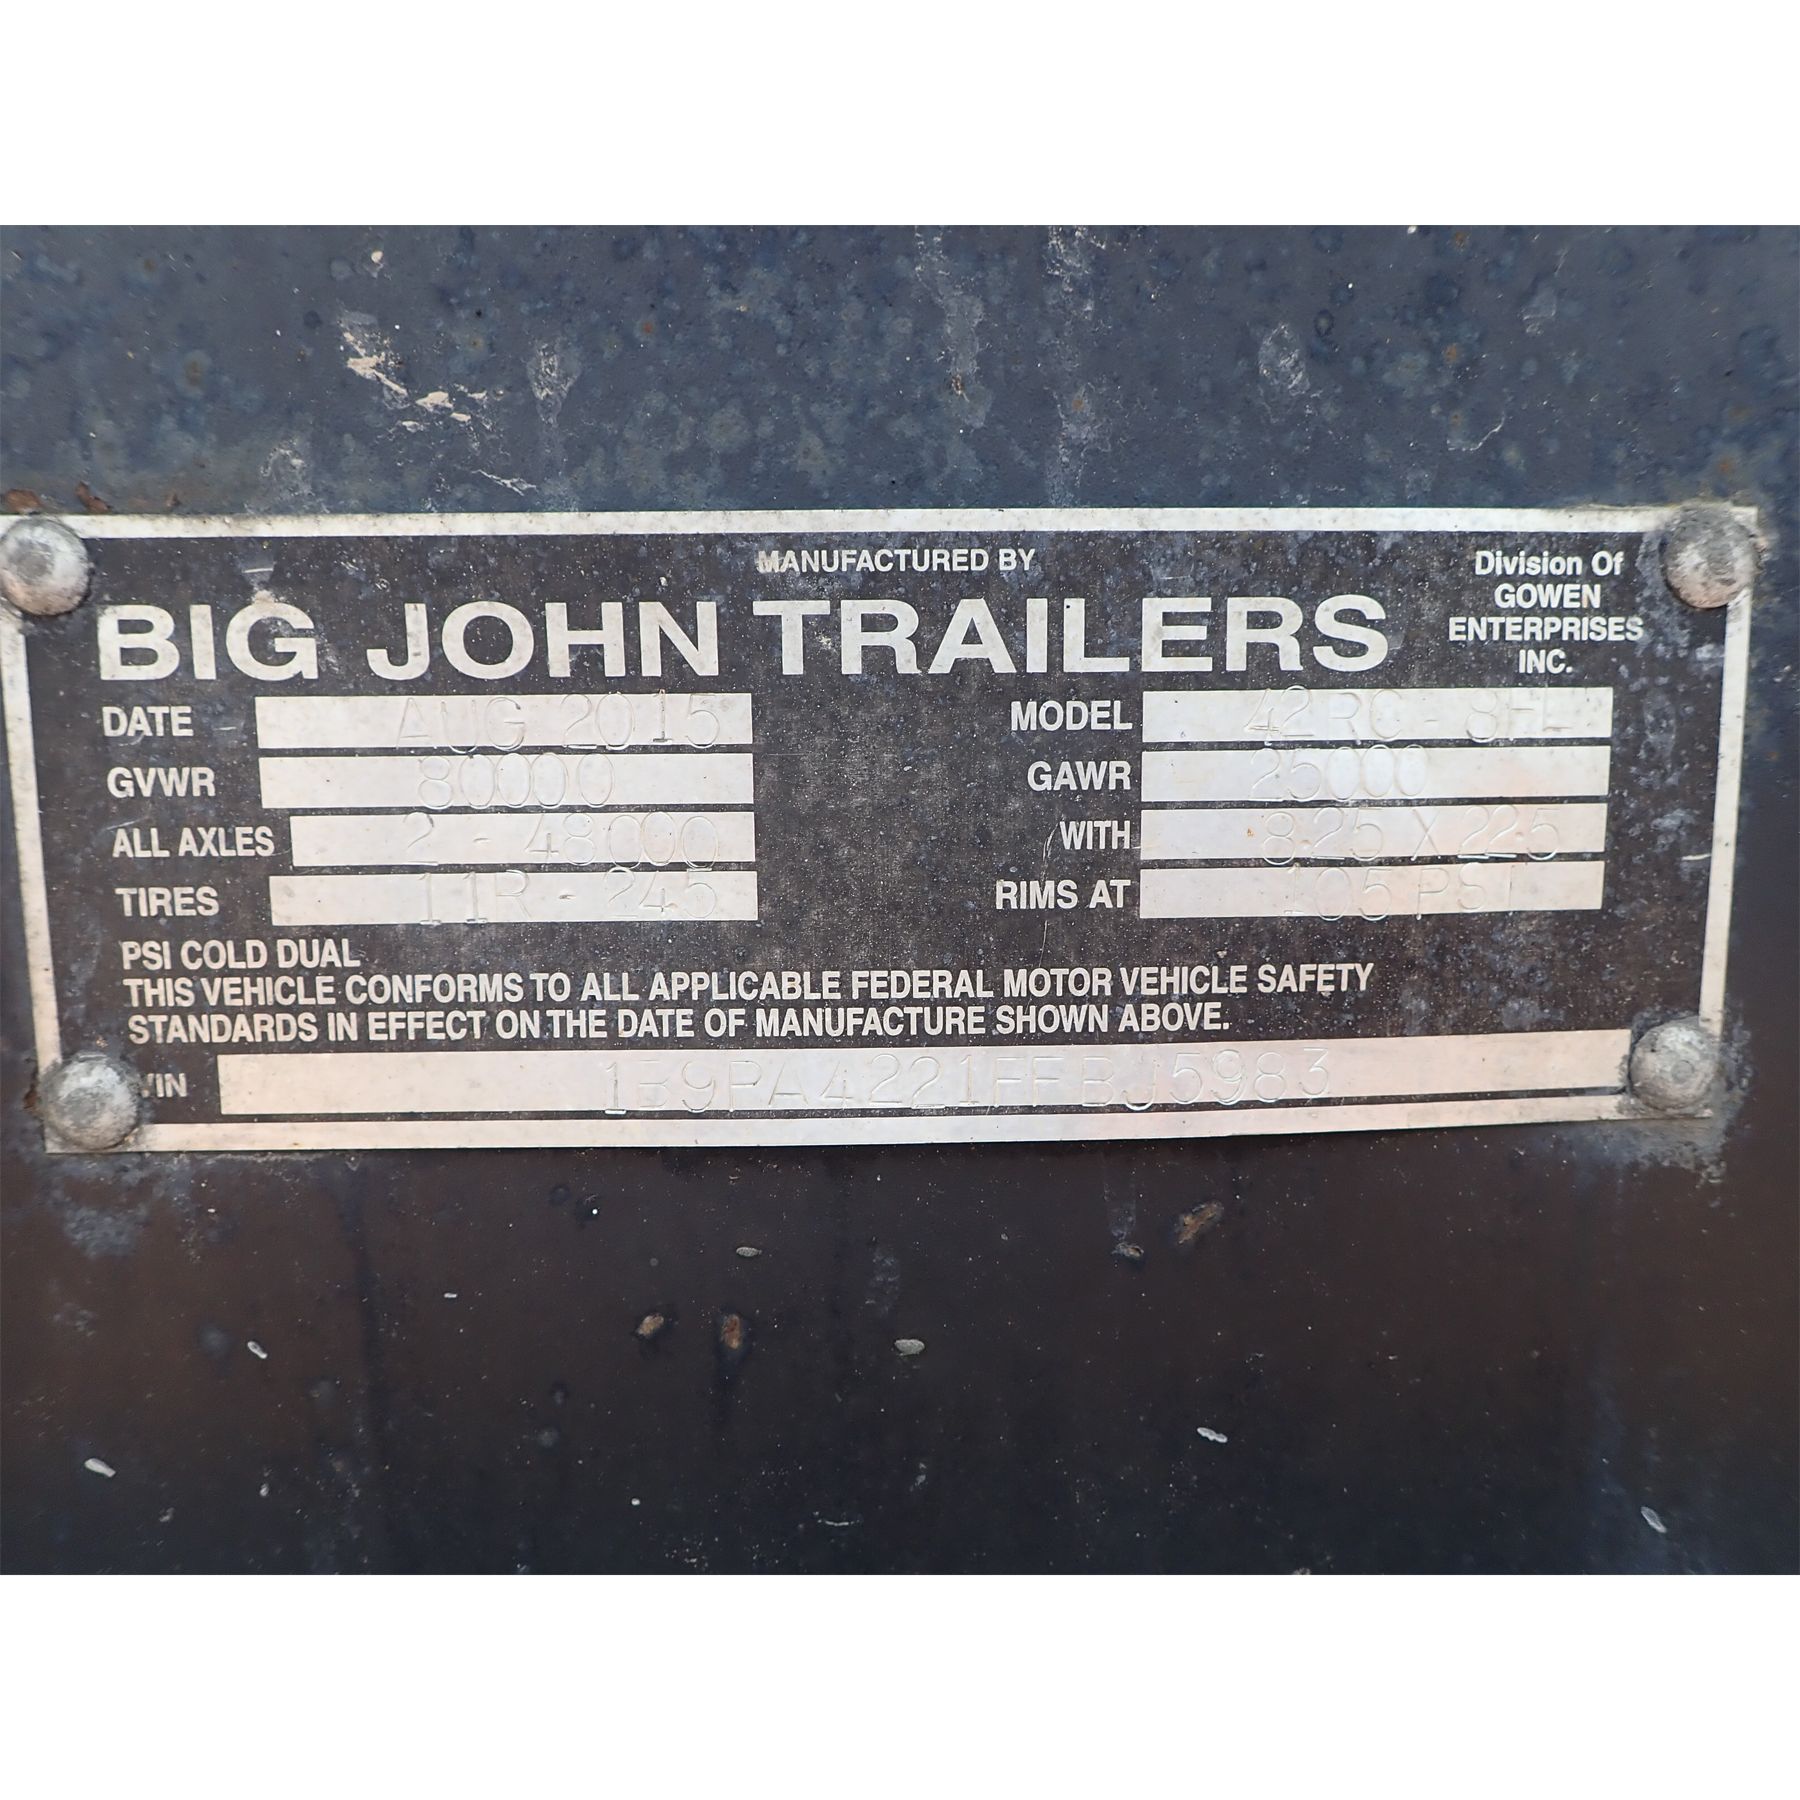 MANUFACTURED BY
BIG JOHN TRAILERS
Division Of
GOWEN
ENTERPRISES
INC.
DATE AUG 2015 MODEL 42RC-8HL
GVWR 80000 GAWR 25000
ALL AXLES 2 - 48000 WITH 8.25 X 22.5
TIRES 11R - 24.5 RIMS AT 105 PSI
PSI COLD DUAL
THIS VEHICLE CONFORMS TO ALL APPLICABLE FEDERAL MOTOR VEHICLE SAFETY
STANDARDS IN EFFECT ON THE DATE OF MANUFACTURE SHOWN ABOVE.
VIN 1B9PA4221FFBJ5983